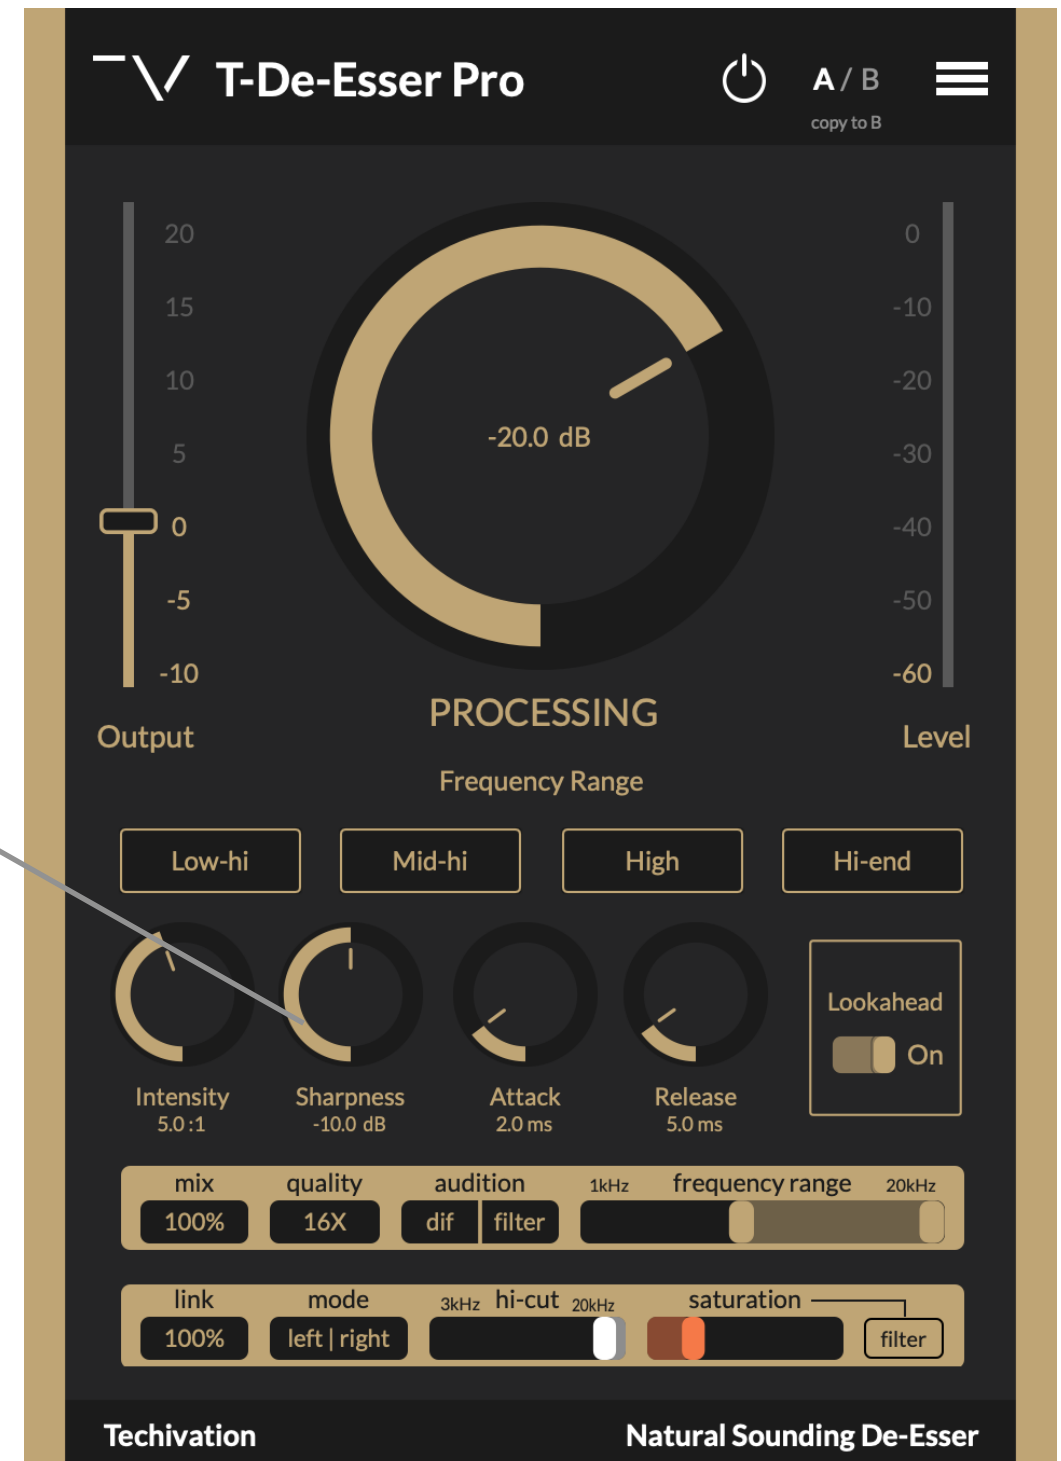 T-De-Esser Pro
A / B
copy to B
20
15
10
5
0
-5
-10
Output
-20.0 dB
0
-10
-20
-30
-40
-50
-60
Level
PROCESSING
Frequency Range
Low-hi
Mid-hi
High
Hi-end
Intensity
5.0 :1
Sharpness
-10.0 dB
Attack
2.0 ms
Release
5.0 ms
Lookahead
On
mix
100%
quality
16X
audition
dif
filter
1kHz frequency range 20kHz
link
100%
mode
left | right
3kHz hi-cut 20kHz
saturation
filter
Techivation
Natural Sounding De-Esser